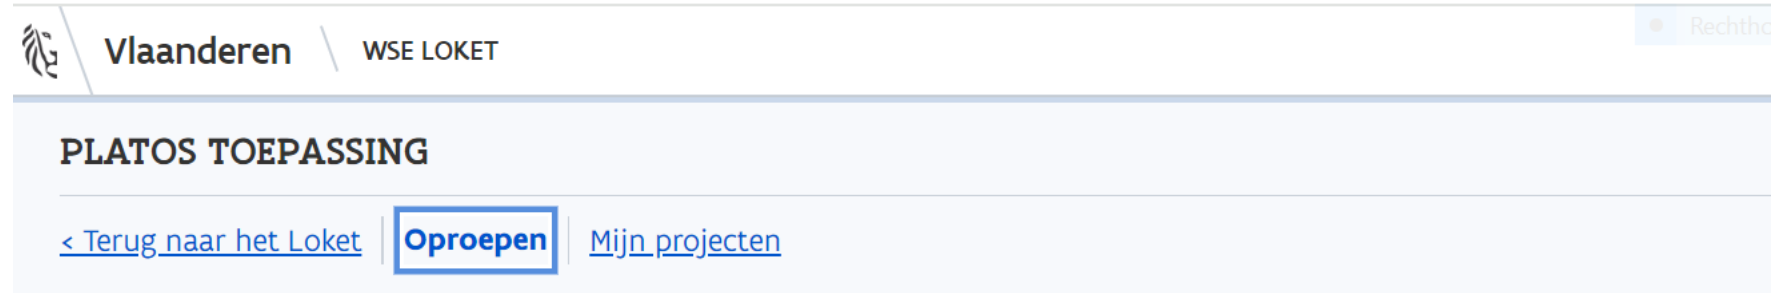 Vlaanderen WSE LOKET
PLATOS TOEPASSING
< Terug naar het Loket Oproepen Mijn projecten